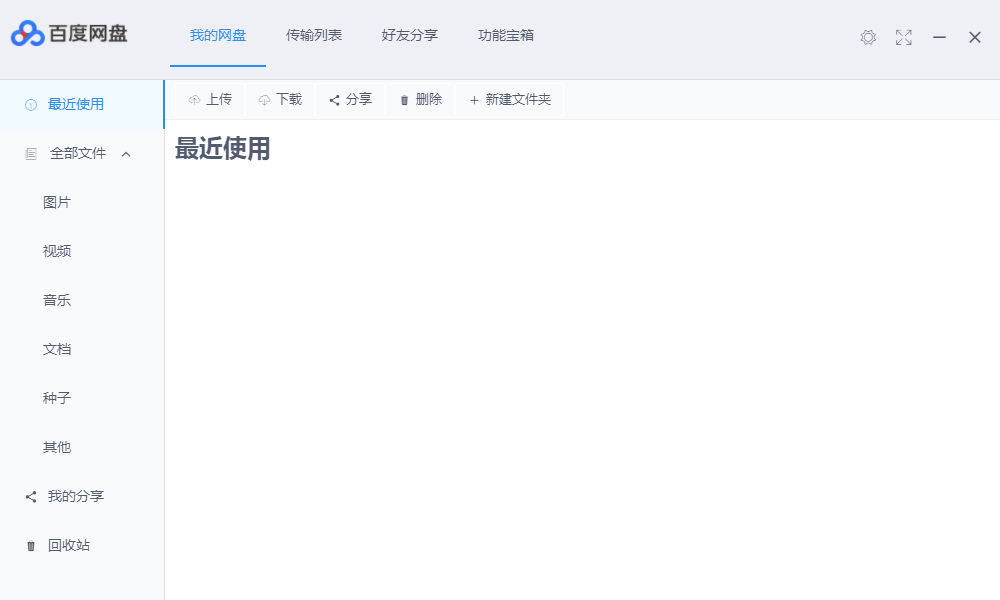 百度网盘
我的网盘 传输列表 好友分享 功能宝箱
最近使用
全部文件
图片
视频
音乐
文档
种子
其他
我的分享
回收站
上传 下载 分享 删除 新建文件夹
最近使用